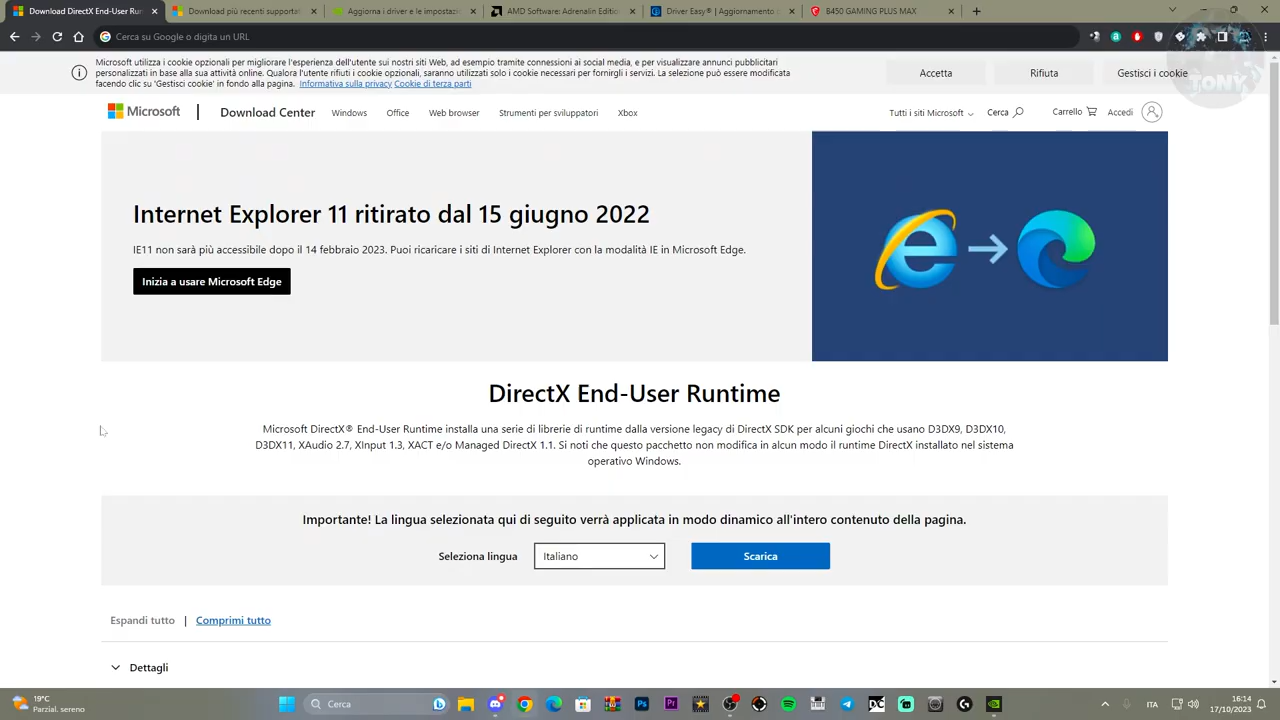 Download DirectX End-User Run
Download più recenti supportat
Aggiorna i driver e le impostazio
AMD Software: Adrenalin Edition
Driver Easy® | Aggiornamento
B450 GAMING PLUS MAX
Cerca su Google o digita un URL
Microsoft utilizza i cookie opzionali per migliorare l'utente sui nostri siti Web, ad esempio tramite connessioni ai social media, e per visualizzare annunci pubblicitari
personalizzati in base alla sua attività online. Qualora l'utente rifiuti i cookie opzionali, saranno utilizzati solo i cookie necessari per fornirgli i servizi. La selezione può essere modificata
facendo clic su 'Gestisci cookie' in fondo alla pagina. Informativa sulla privacy Cookie di terza parti
Accetta
Rifiuta
Gestisci i cookie
TONY
Microsoft
Download Center
Windows
Office
Web browser
Strumenti per sviluppatori
Xbox
Tutti i siti Microsoft
Cerca
Carrello
Accedi
Internet Explorer 11 ritirato dal 15 giugno 2022
IE11 non sarà più accessibile dopo il 14 febbraio 2023. Puoi ricaricare i siti di Internet Explorer con la modalità IE in Microsoft Edge.
Inizia a usare Microsoft Edge
DirectX End-User Runtime
Microsoft DirectX® End-User Runtime installa una serie di librerie di runtime dalla versione legacy di DirectX SDK per alcuni giochi che usano D3DX9, D3DX10,
D3DX11, XAudio 2.7, XInput 1.3, XACT e/o Managed DirectX 1.1. Si noti che questo pacchetto non modifica in alcun modo il runtime DirectX installato nel sistema
operativo Windows.
Importante! La lingua selezionata qui di seguito verrà applicata in modo dinamico all'intero contenuto della pagina.
Seleziona lingua
Italiano
Scarica
Espandi tutto | Comprimi tutto
Dettagli
19°C
Parzial. sereno
Cerca
ITA
16:14
17/10/2023